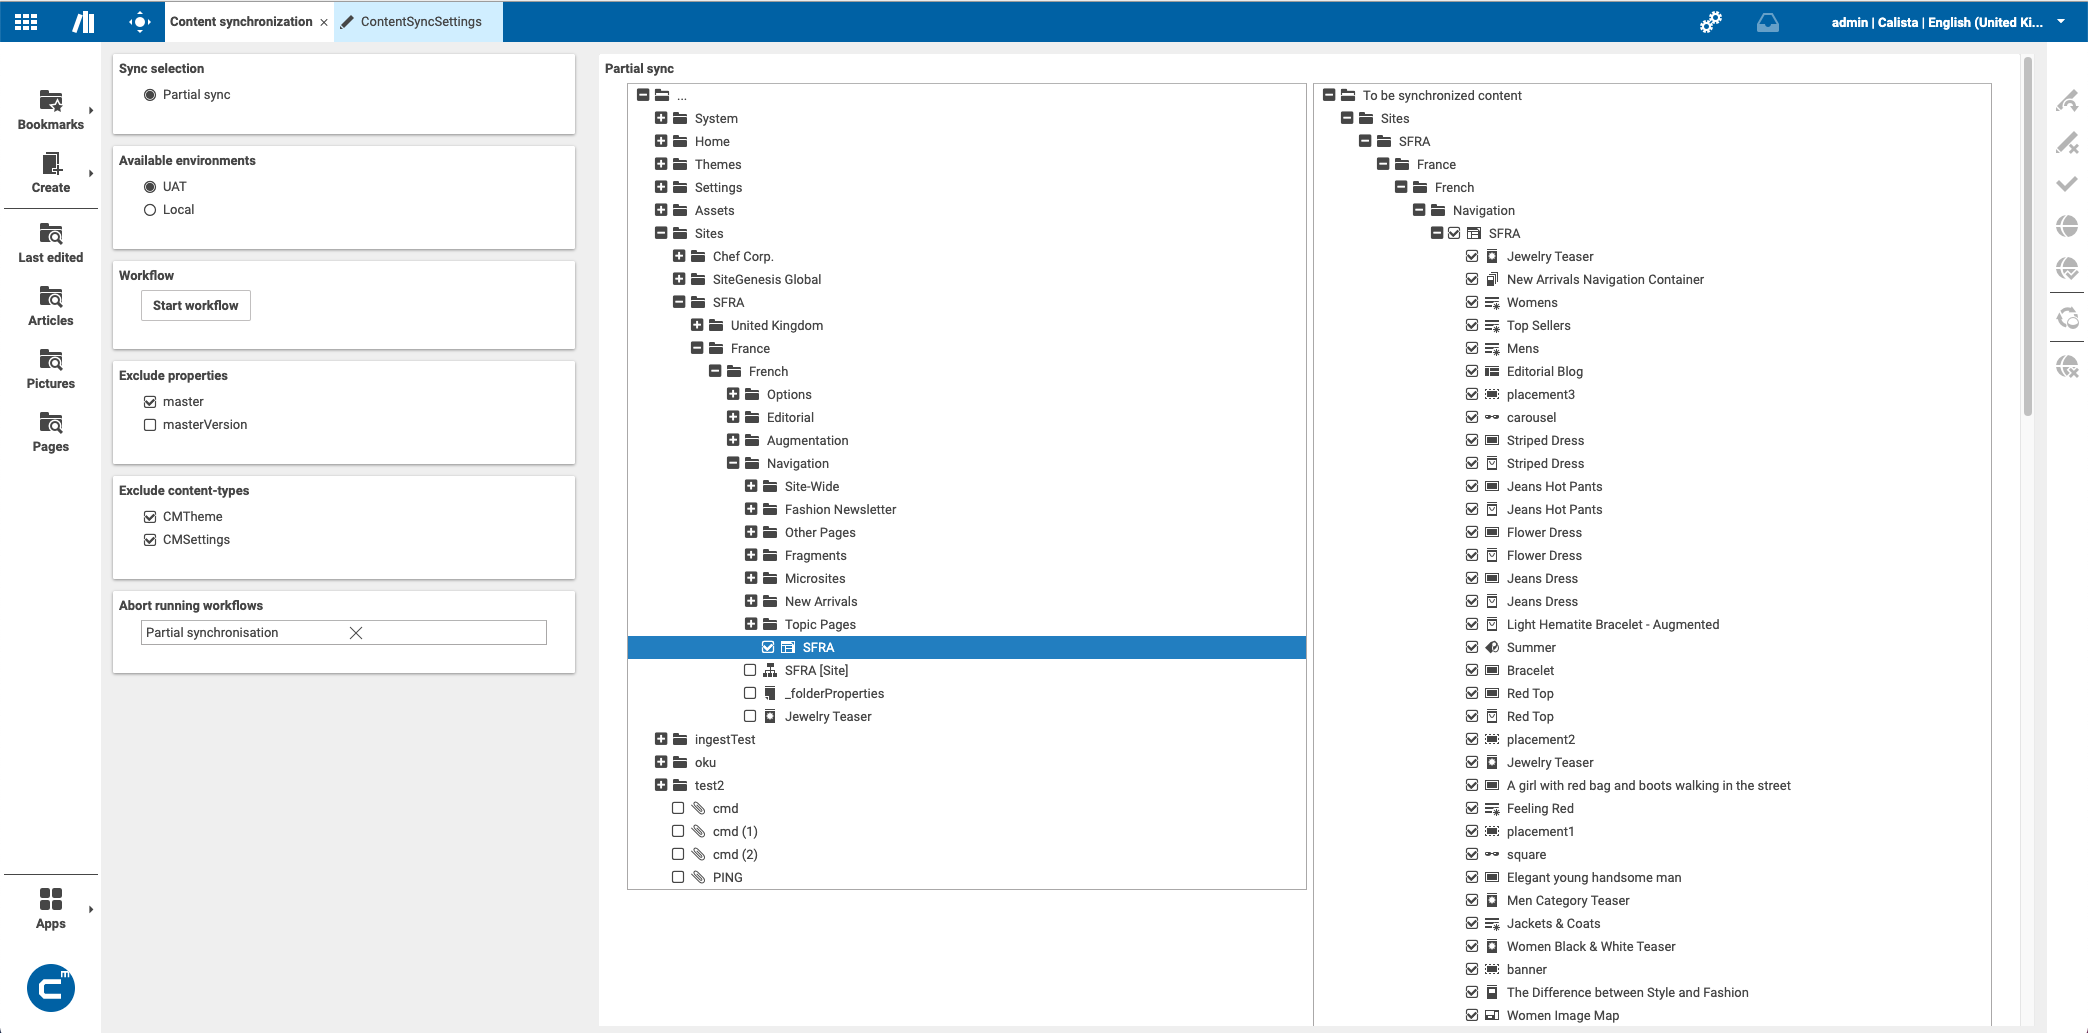 Content synchronization
ContentSyncSettings
admin | Calista | English (United Ki...
Bookmarks
Create
Last edited
Articles
Pictures
Pages
Apps
Sync selection
Partial sync
Available environments
UAT
Local
Workflow
Start workflow
Exclude properties
master
masterVersion
Exclude content-types
CMTheme
CMSettings
Abort running workflows
Partial synchronisation
Partial sync
...
System
Home
Themes
Settings
Assets
Sites
Chef Corp.
SiteGenesis Global
SFRA
United Kingdom
France
French
Options
Editorial
Augmentation
Navigation
Site-Wide
Fashion Newsletter
Other Pages
Fragments
Microsites
New Arrivals
Topic Pages
SFRA
SFRA [Site]
_folderProperties
Jewelry Teaser
ingestTest
oku
test2
cmd
cmd (1)
cmd (2)
PING
To be synchronized content
Sites
SFRA
France
French
Navigation
SFRA
Jewelry Teaser
New Arrivals Navigation Container
Womens
Top Sellers
Mens
Editorial Blog
placement3
carousel
Striped Dress
Striped Dress
Jeans Hot Pants
Jeans Hot Pants
Flower Dress
Flower Dress
Jeans Dress
Jeans Dress
Light Hematite Bracelet - Augmented
Summer
Bracelet
Red Top
Red Top
placement2
Jewelry Teaser
A girl with red bag and boots walking in the street
Feeling Red
placement1
square
Elegant young handsome man
Men Category Teaser
Jackets & Coats
Women Black & White Teaser
banner
The Difference between Style and Fashion
Women Image Map